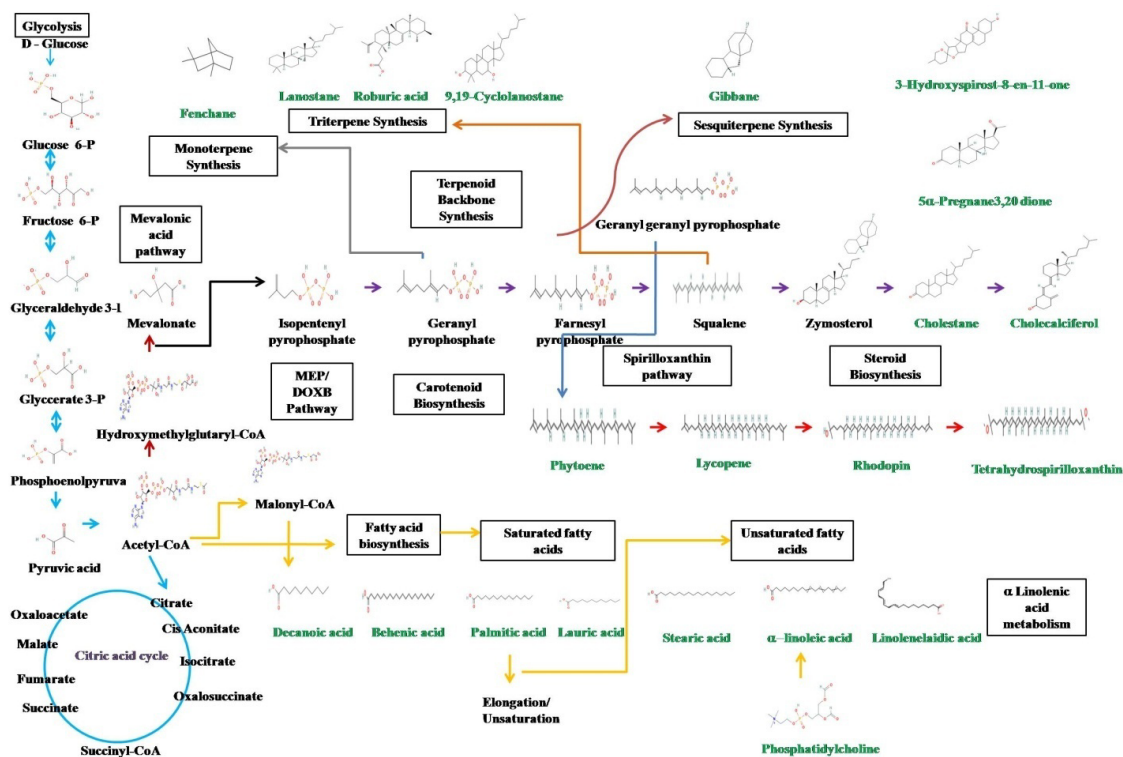 Glycolysis
D - Glucose
Glucose 6-P
Fructose 6-P
Glyceraldehyde 3-l
Glyccerate 3-P
Phosphoenolpyruva
Pyruvic acid
Fenchane
Lanostane
Roburic acid
9,19-Cyclolanostane
Gibbane
3-Hydroxyspirost-8-en-11-one
Triterpene Synthesis
Sesquiterpene Synthesis
Monoterpene
Synthesis
Terpenoid
Backbone
Synthesis
Geranyl geranyl pyrophosphate
5α-Pregnane3,20 dione
Mevalonic
acid
pathway
Mevalonate
Isopentenyl
pyrophosphate
Geranyl
pyrophosphate
Farnesyl
pyrophosphate
Squalene
Zymosterol
Cholestane
Cholecalciferol
MEP/
DOXB
Pathway
Carotenoid
Biosynthesis
Spirilloxanthin
pathway
Steroid
Biosynthesis
Hydroxymethylglutaryl-CoA
Phytoene
Lycopene
Rhodopin
Tetrahydrospirilloxanthin
Malonyl-CoA
Acetyl-CoA
Fatty acid
biosynthesis
Saturated fatty
acids
Unsaturated fatty
acids
Decanoic acid
Behenic acid
Palmitic acid
Lauric acid
Stearic acid
α-linoleic acid
Linolenelaidic acid
α Linolenic
acid
metabolism
Citrate
Oxaloacetate
Cis Aconitate
Malate
Citric acid cycle
Isocitrate
Fumarate
Oxalosuccinate
Succinate
Succinyl-CoA
Elongation/
Unsaturation
Phosphatidylcholine